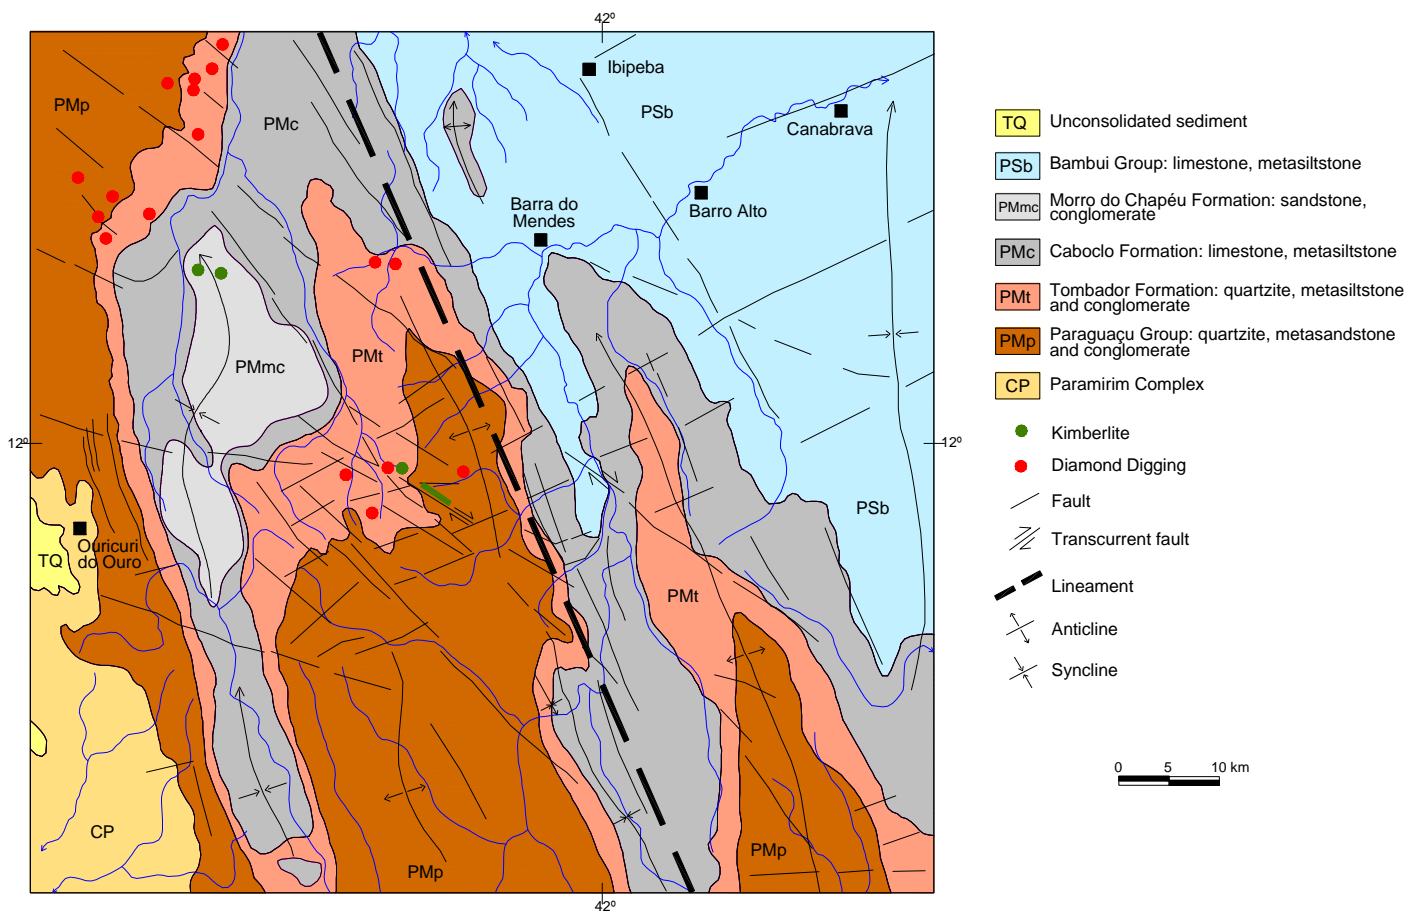 42º
Ibipeba
PMp
PSb
PMc
Canabrava
Barra do
Mendes
Barro Alto
PMt
PMmc
12º
12º
PSb
Ouricuri
do Ouro
TQ
PMt
CP
PMp
PMp
42º
TQ Unconsolidated sediment
PSb Bambui Group: limestone, metasiltstone
PMmc Morro do Chapéu Formation: sandstone,
conglomerate
PMc Caboclo Formation: limestone, metasiltstone
PMt Tombador Formation: quartzite, metasiltstone
and conglomerate
PMp Paraguaçu Group: quartzite, metasandstone
and conglomerate
CP Paramirim Complex
Kimberlite
Diamond Digging
Fault
Transcurrent fault
Lineament
Anticline
Syncline
0 5 10 km